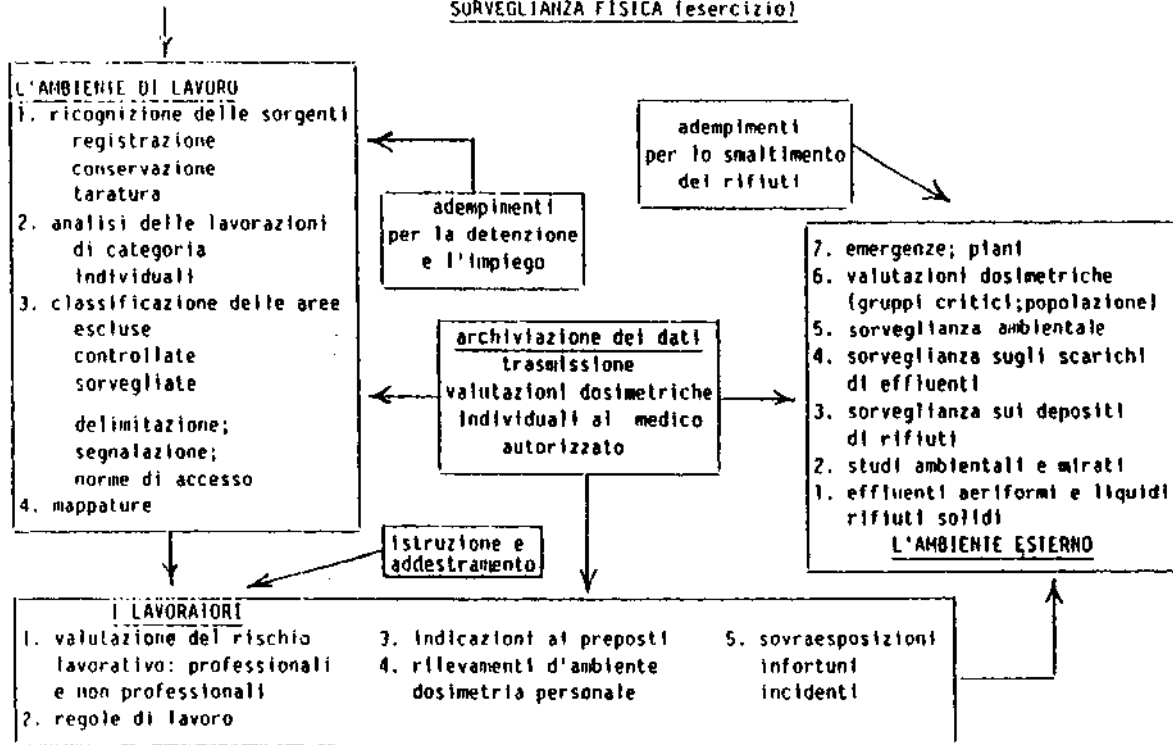 SORVEGLIANZA FISICA (esercizio)
L'AMBIENTE DI LAVORO
1. ricognizione delle sorgenti
registrazione
conservazione
taratura
2. analisi delle lavorazioni
di categoria
individuali
3. classificazione delle aree
escluse
controllate
sorvegliate
delimitazione;
segnalazione;
norme di accesso
4. mappature
adempimenti
per la detenzione
e l'impiego
adempimenti
per lo smaltimento
dei rifiuti
archiviazione dei dati
trasmissione
valutazioni dosimetriche
individuali al medico
autorizzato
7. emergenze; piani
6. valutazioni dosimetriche
(gruppi critici;popolazione)
5. sorveglianza ambientale
4. sorveglianza sugli scarichi
di effluenti
3. sorveglianza sui depositi
di rifiuti
2. studi ambientali e mirati
1. effluenti aeriformi e liquidi
rifiuti solidi
L'AMBIENTE ESTERNO
istruzione e
addestramento
I LAVORATORI
1. valutazione del rischio
lavorativo: professionali
e non professionali
2. regole di lavoro
3. indicazioni ai preposti
4. rilevamenti d'ambiente
dosimetria personale
5. sovraesposizioni
infortuni
incidenti